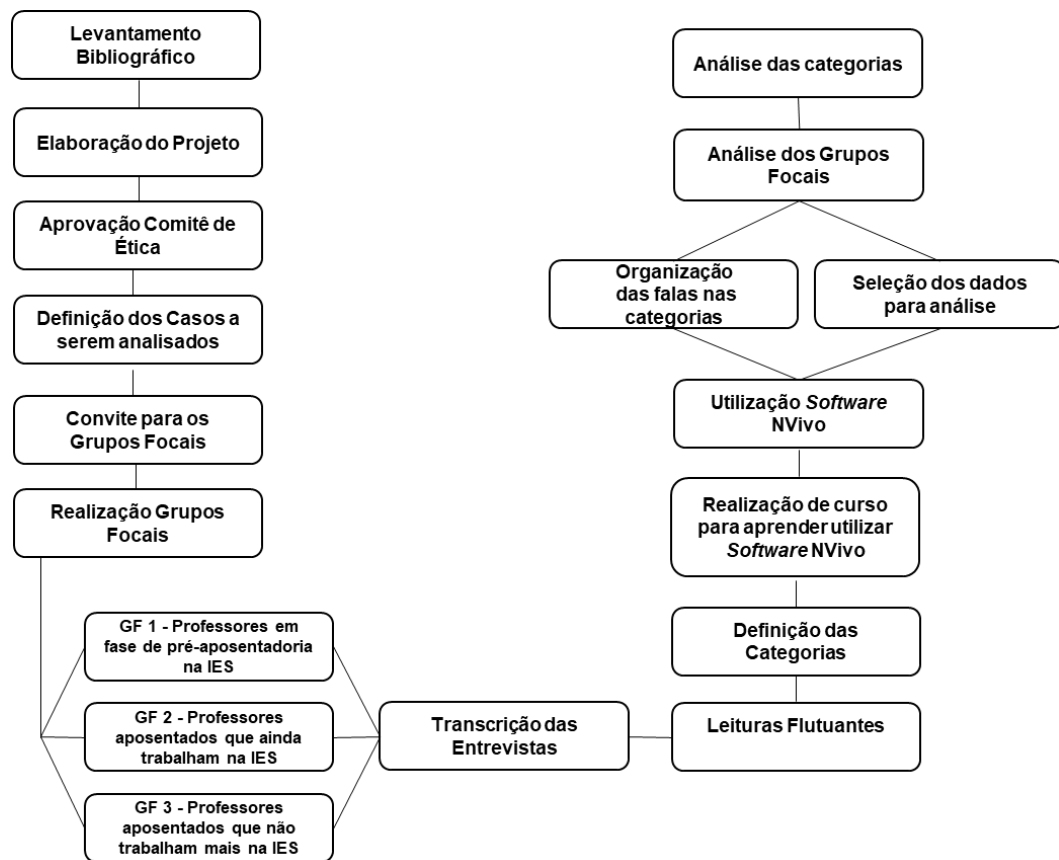 Levantamento
Bibliográfico
Elaboração do Projeto
Aprovação Comitê de
Ética
Definição dos Casos a
serem analisados
Convite para os
Grupos Focais
Realização Grupos
Focais
GF 1 - Professores em
fase de pré-aposentadoria
na IES
GF 2 - Professores
aposentados que ainda
trabalham na IES
GF 3 - Professores
aposentados que não
trabalham mais na IES
Transcrição das
Entrevistas
Leituras Flutuantes
Definição das
Categorias
Realização de curso
para aprender utilizar
Software NVivo
Utilização Software
NVivo
Organização
das falas nas
categorias
Seleção dos dados
para análise
Análise dos Grupos
Focais
Análise das categorias